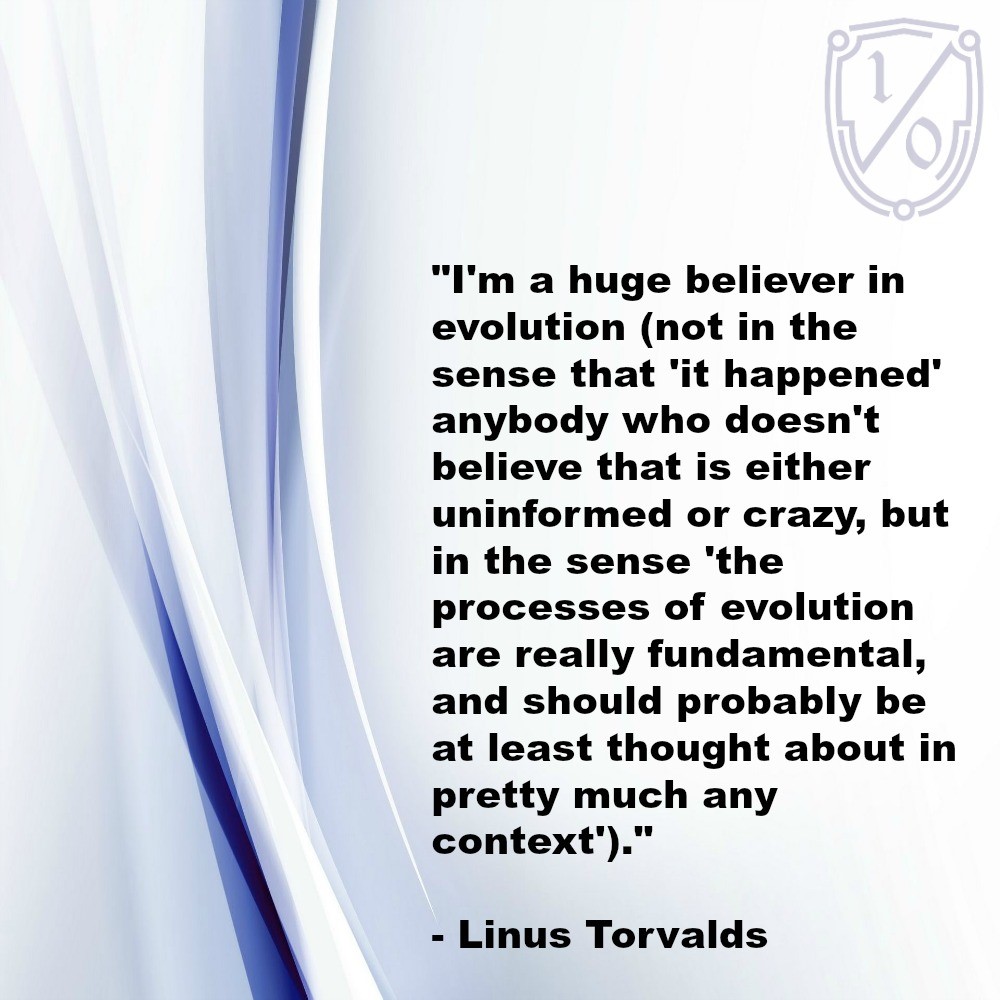 1/0
"I'm a huge believer in
evolution (not in the
sense that 'it happened'
anybody who doesn't
believe that is either
uninformed or crazy, but
in the sense 'the
processes of evolution
are really fundamental,
and should probably be
at least thought about in
pretty much any
context')."
- Linus Torvalds